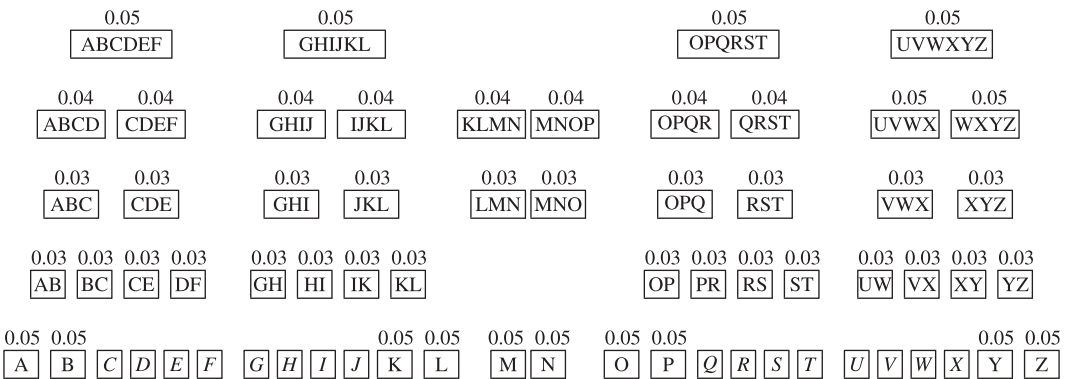 0.05 0.05 0.05 0.05
ABCDEF GHIJKL OPQRST UVWXYZ
0.04 0.04 0.04 0.04 0.04 0.04 0.04 0.04 0.05 0.05
ABCD CDEF GHIJ IJKL KLMN MNOP OPQR QRST UVWX WXYZ
0.03 0.03 0.03 0.03 0.03 0.03 0.03 0.03 0.03 0.03
ABC CDE GHI JKL LMN MNO OPQ RST VWX XYZ
0.03 0.03 0.03 0.03 0.03 0.03 0.03 0.03 0.03 0.03 0.03 0.03 0.03 0.03 0.03 0.03
AB BC CE DF GH HI IK KL OP PR RS ST UW VX XY YZ
0.05 0.05 0.05 0.05 0.05 0.05 0.05 0.05 0.05 0.05
A B C D E F G H I J K L M N O P Q R S T U V W X Y Z